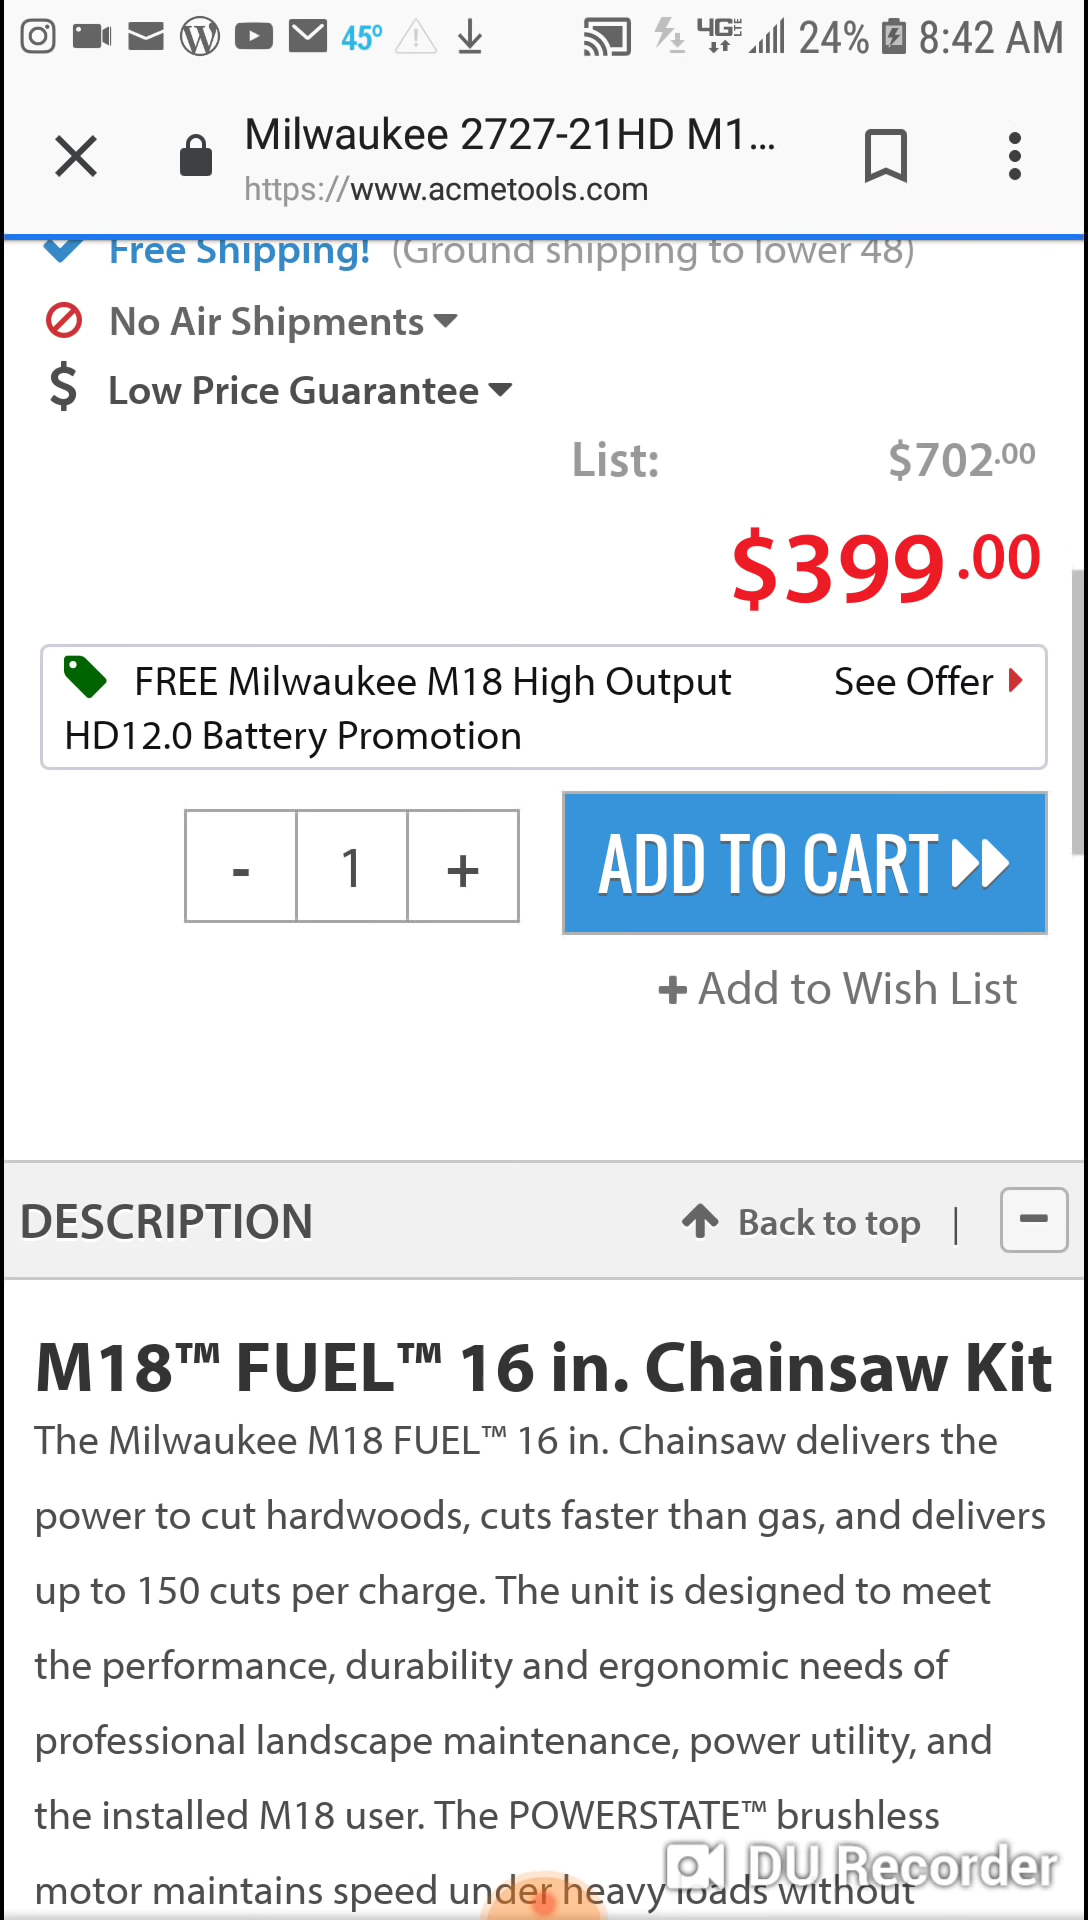 45°
4G LTE 24% 8:42 AM
Milwaukee 2727-21HD M1...
https://www.acmetools.com
Free Shipping! (Ground shipping to lower 48)
No Air Shipments
$ Low Price Guarantee
List: $702.00
$399.00
FREE Milwaukee M18 High Output See Offer
HD12.0 Battery Promotion
- 1 + ADD TO CART
+ Add to Wish List
DESCRIPTION Back to top |
M18™ FUEL™ 16 in. Chainsaw Kit
The Milwaukee M18 FUEL™ 16 in. Chainsaw delivers the
power to cut hardwoods, cuts faster than gas, and delivers
up to 150 cuts per charge. The unit is designed to meet
the performance, durability and ergonomic needs of
professional landscape maintenance, power utility, and
the installed M18 user. The POWERSTATE™ brushless
DU Recorder
motor maintains speed under heavy loads without